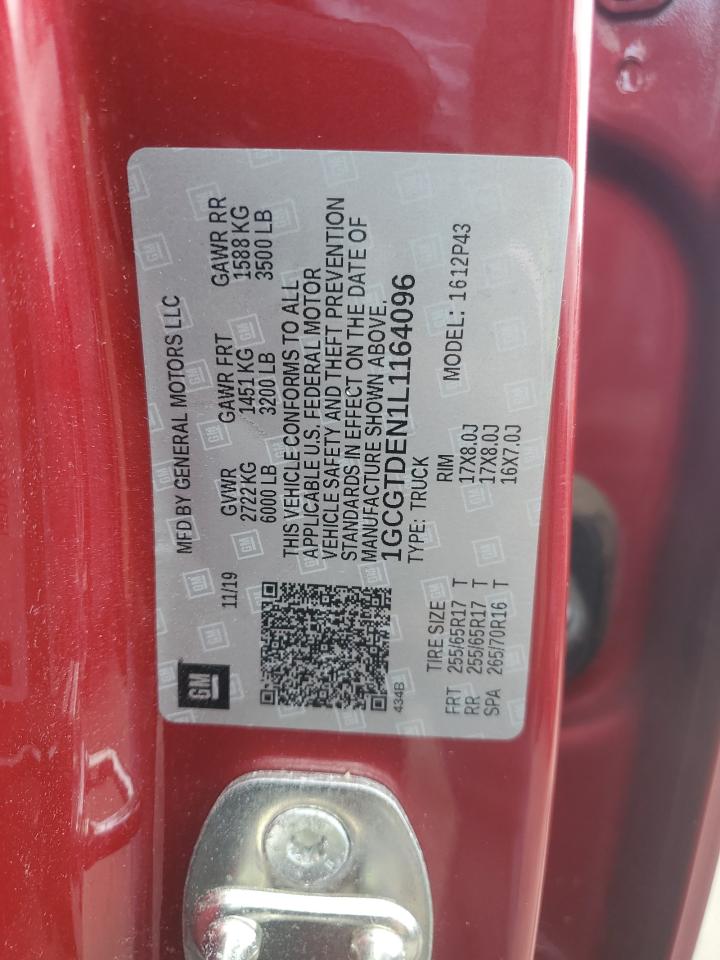 GM
11/19 MFD BY GENERAL MOTORS LLC
GVWR GAWR FRT GAWR RR
2722KG 1451 KG 1588 KG
6000 LB 3200 LB 3500 LB
THIS VEHICLE CONFORMS TO ALL
APPLICABLE U.S. FEDERAL MOTOR
VEHICLE SAFETY AND THEFT PREVENTION
STANDARDS IN EFFECT ON THE DATE OF
MANUFACTURE SHOWN ABOVE.
1GCGTDEN1L1164096
434B
TYPE: TRUCK MODEL: 1612P43
TIRE SIZE RIM
FRT 255/65R17 T 17X8.0J
RR 255/65R17 T 17X8.0J
SPA 265/70R16 T 16X7.0J